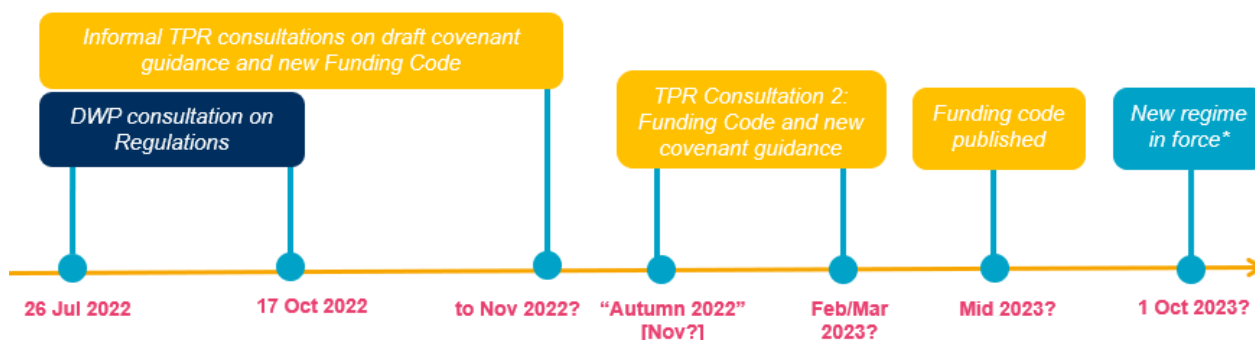 Informal TPR consultations on draft covenant
guidance and new Funding Code
DWP consultation on
Regulations
TPR Consultation 2:
Funding Code and new
covenant guidance
Funding code
published
New regime
in force*
26 Jul 2022
17 Oct 2022
to Nov 2022?
“Autumn 2022”
[Nov?]
Feb/Mar
2023?
Mid 2023?
1 Oct 2023?